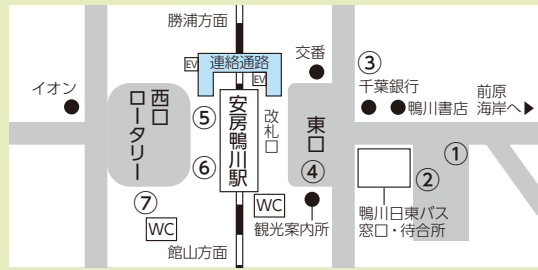 勝浦方面
EV
連絡通路
EV
交番
③
千葉銀行
鴨川書店
前原
海岸へ▶
イオン
西口
ロータリー
⑤
⑥
⑦
安房鴨川駅
改札口
東口
④
①
②
WC
WC
観光案内所
鴨川日東バス
窓口・待合所
館山方面